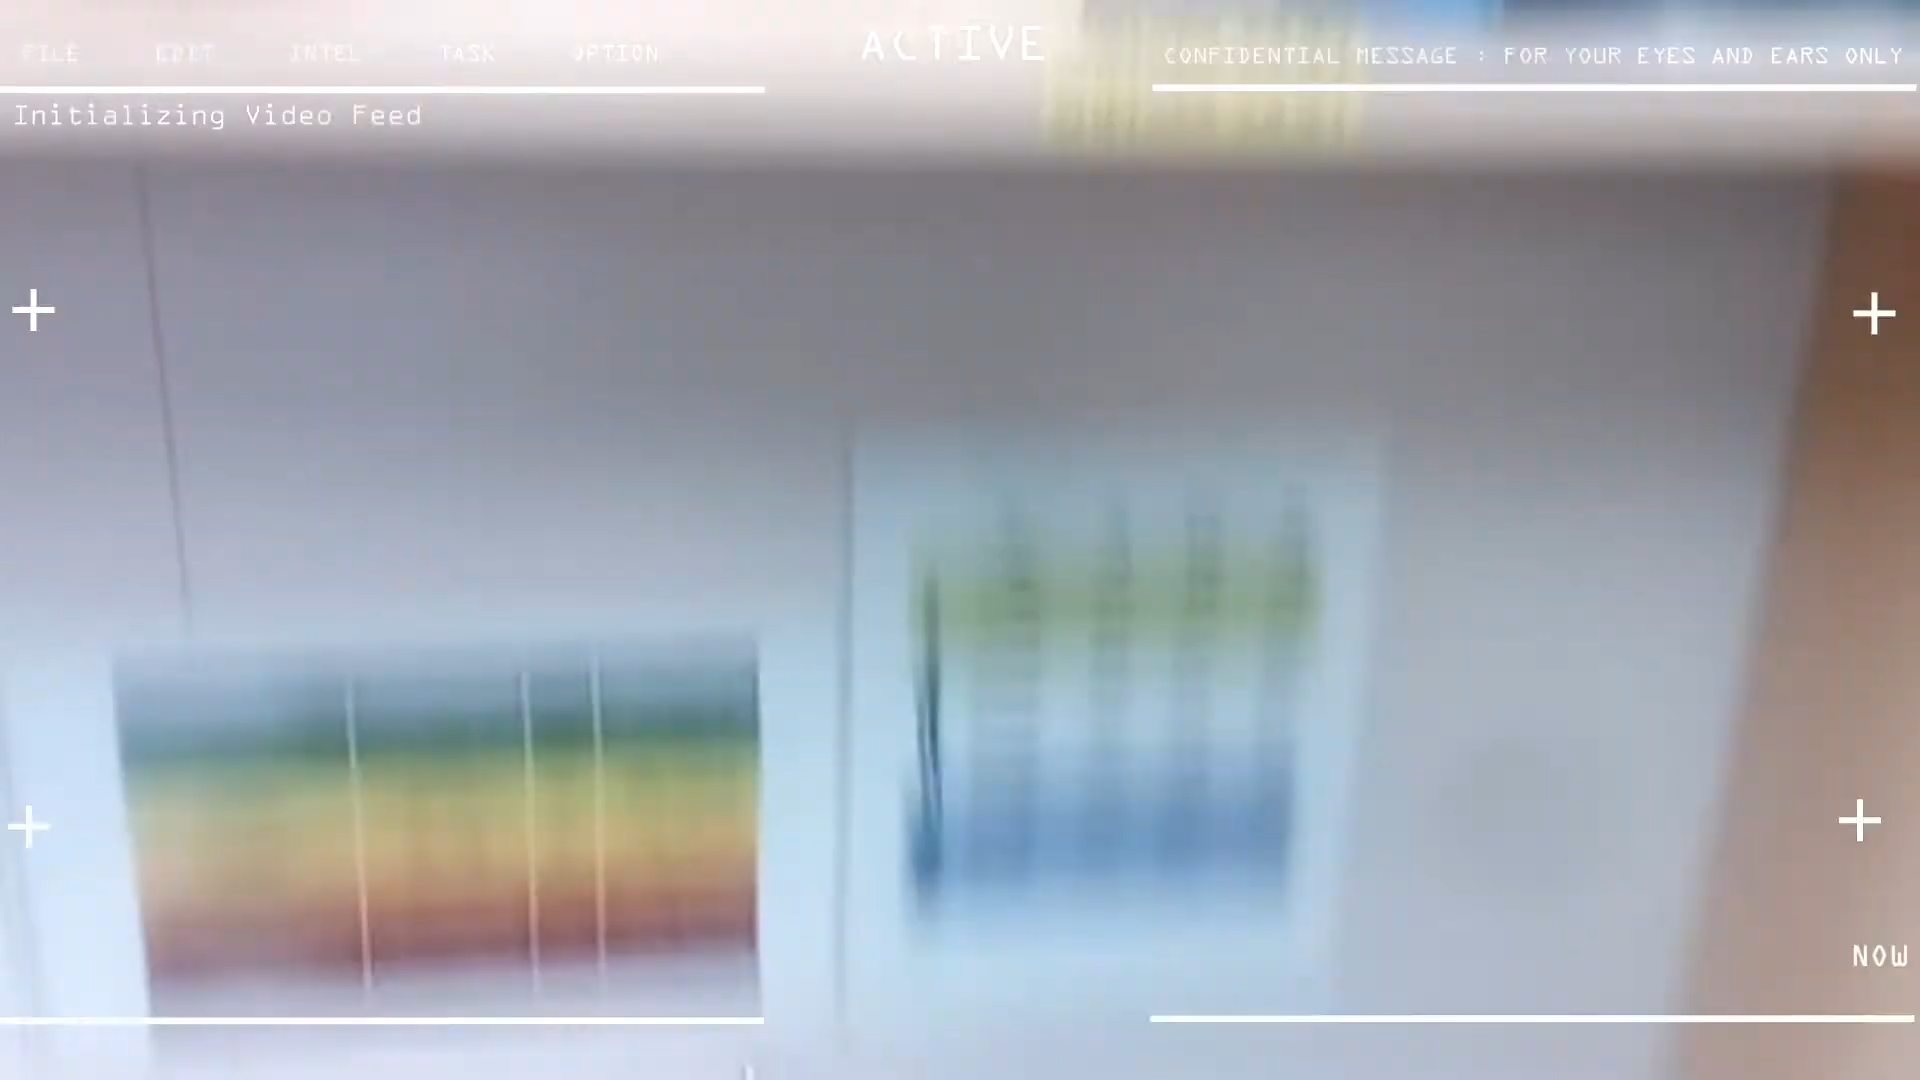 FILE EDIT INTEL TASK OPTION
ACTIVE
CONFIDENTIAL MESSAGE : FOR YOUR EYES AND EARS ONLY
Initializing Video Feed
NOW